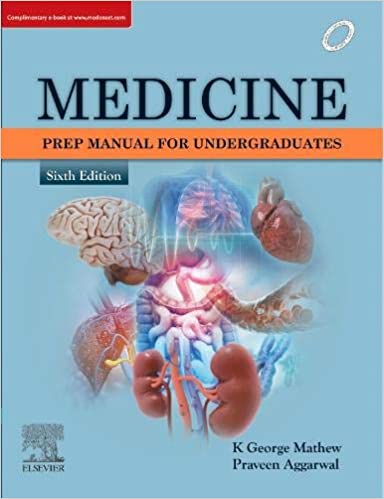 Complimentary e-book at www.medenact.com
MEDICINE
PREP MANUAL FOR UNDERGRADUATES
Sixth Edition
K George Mathew
Praveen Aggarwal
ELSEVIER